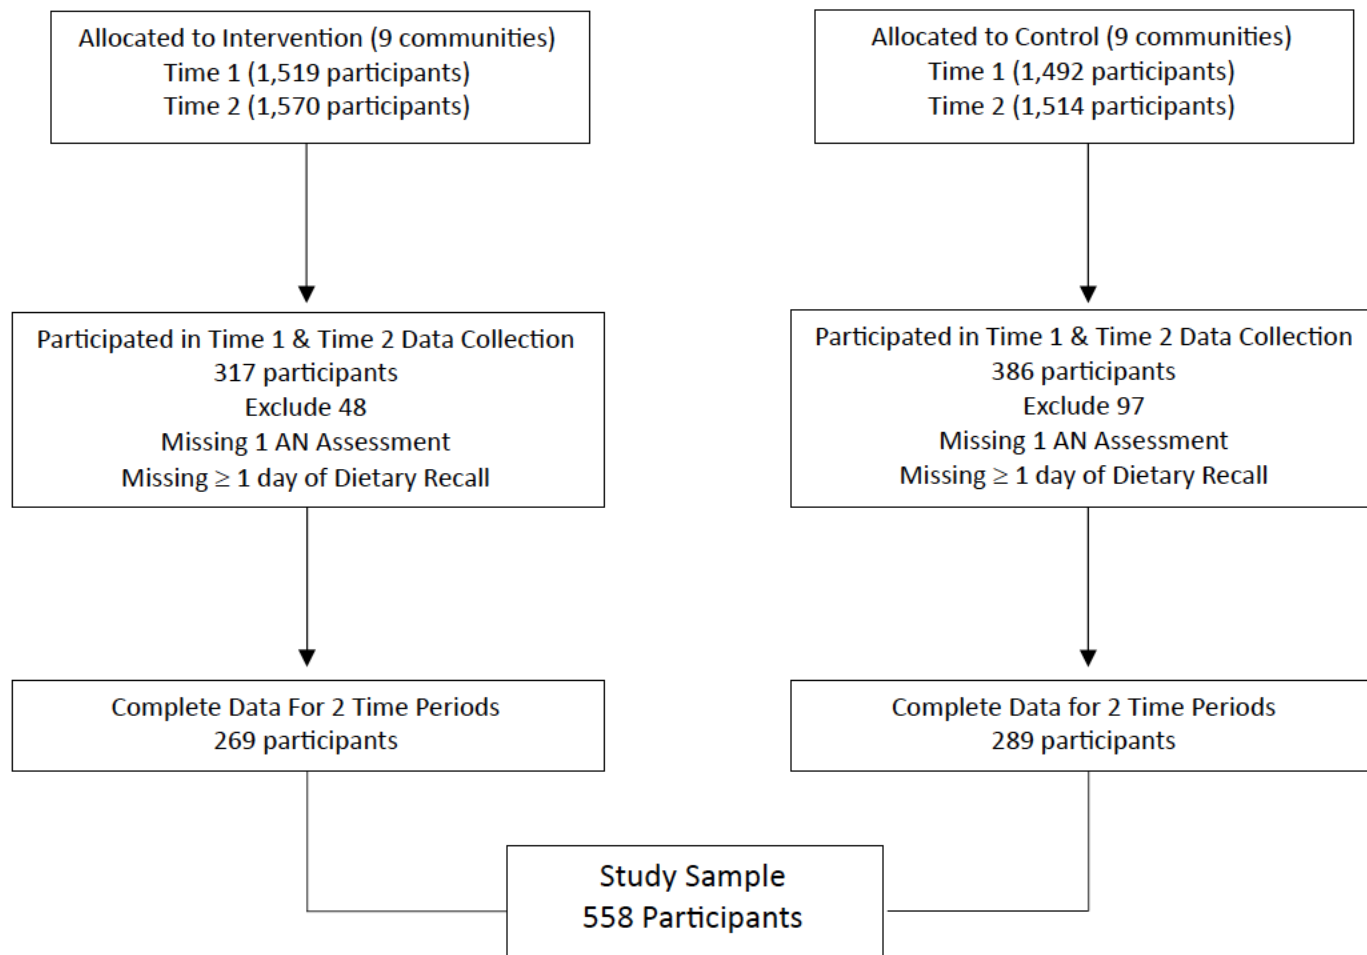 Allocated to Intervention (9 communities)
Time 1 (1,519 participants)
Time 2 (1,570 participants)
Allocated to Control (9 communities)
Time 1 (1,492 participants)
Time 2 (1,514 participants)
Participated in Time 1 & Time 2 Data Collection
317 participants
Exclude 48
Missing 1 AN Assessment
Missing ≥ 1 day of Dietary Recall
Participated in Time 1 & Time 2 Data Collection
386 participants
Exclude 97
Missing 1 AN Assessment
Missing ≥ 1 day of Dietary Recall
Complete Data For 2 Time Periods
269 participants
Complete Data for 2 Time Periods
289 participants
Study Sample
558 Participants